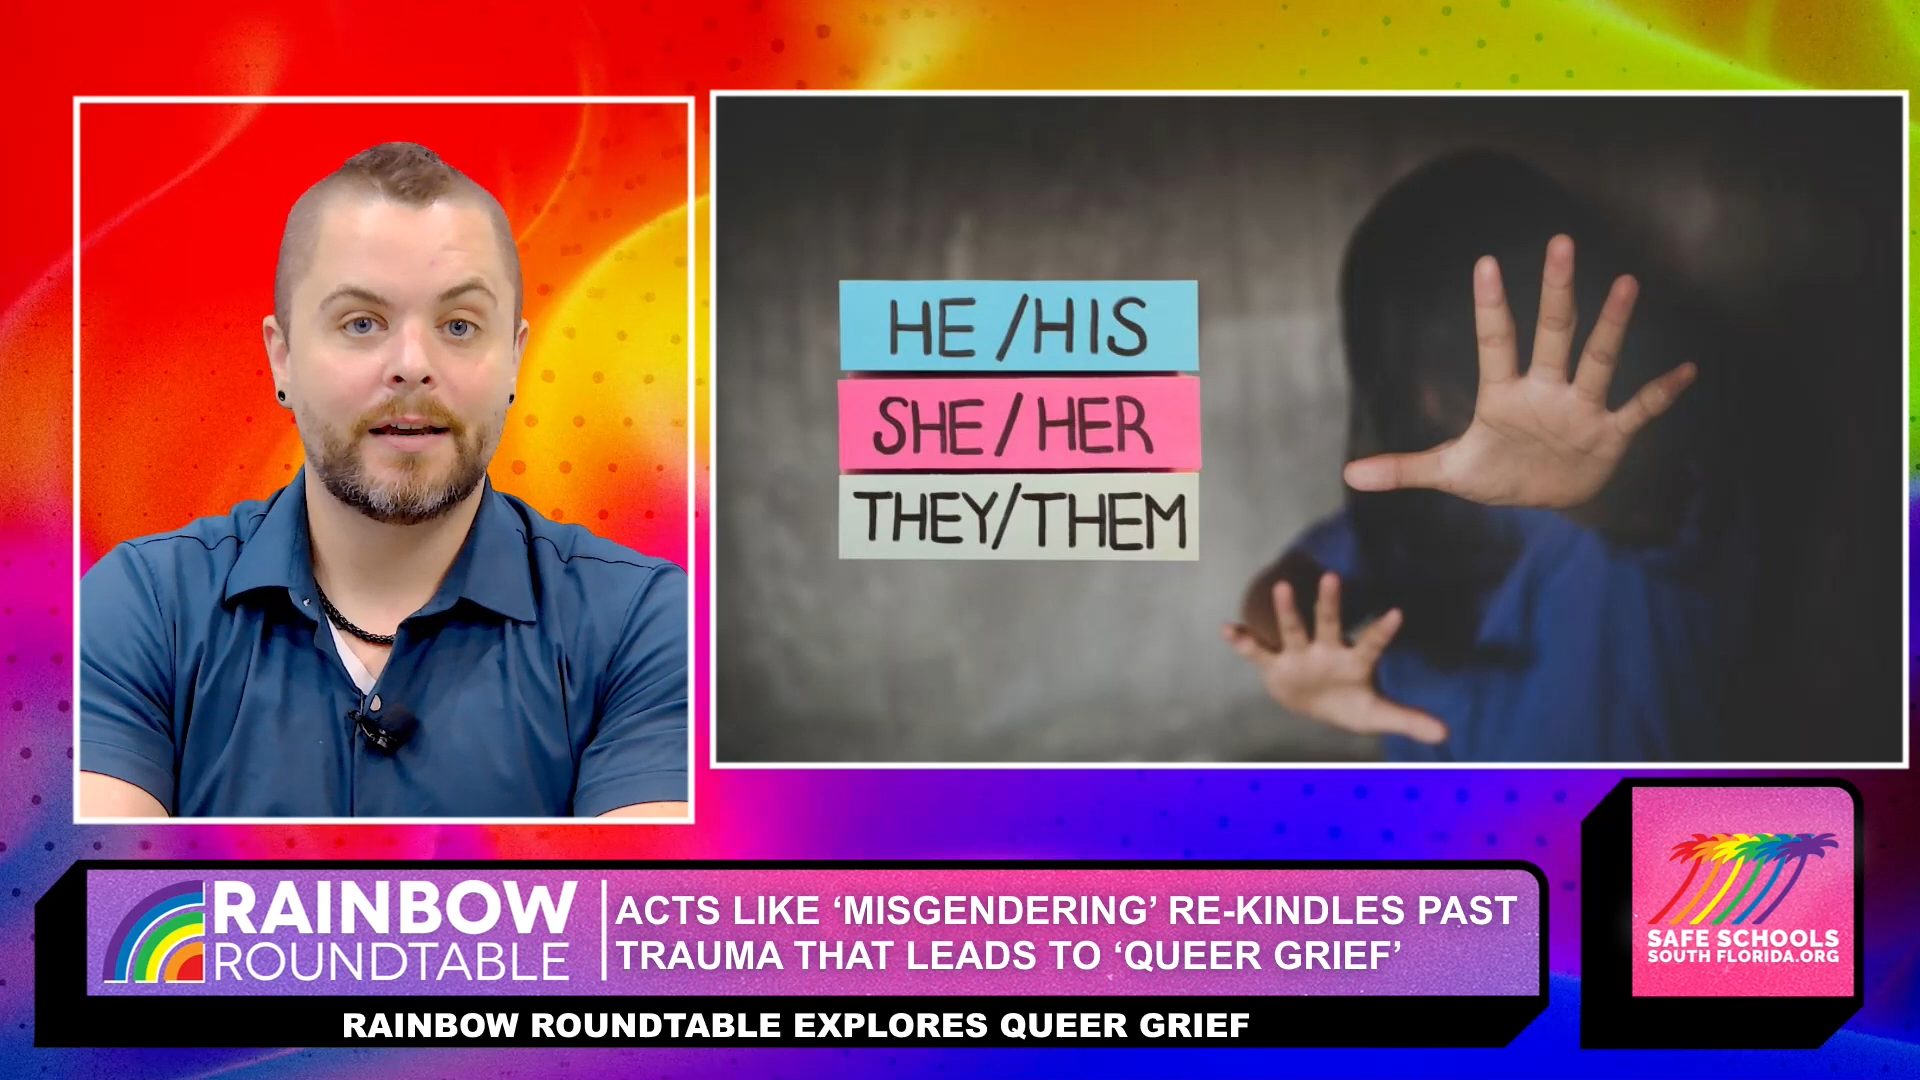 HE/HIS
SHE/HER
THEY/THEM
RAINBOW
ROUNDTABLE
ACTS LIKE ‘MISGENDERING’ RE-KINDLES PAST
TRAUMA THAT LEADS TO ‘QUEER GRIEF’
SAFE SCHOOLS
SOUTH FLORIDA.ORG
RAINBOW ROUNDTABLE EXPLORES QUEER GRIEF